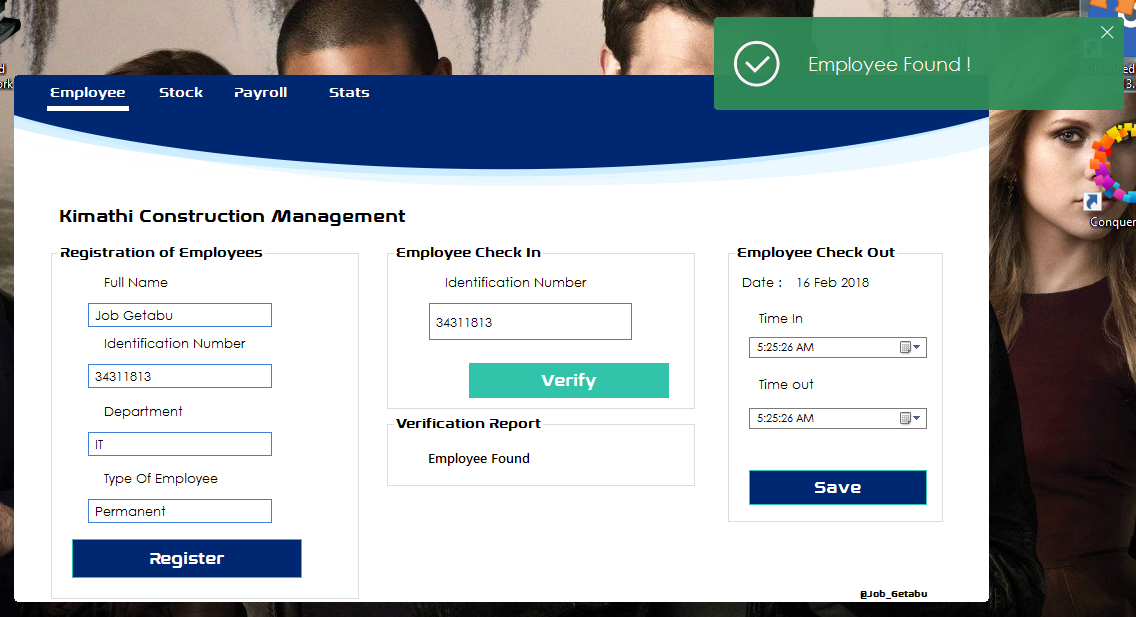 Employee Found !
Employee Stock Payroll Stats
Kimathi Construction Management
Registration of Employees
Full Name
Job Getabu
Identification Number
34311813
Department
IT
Type Of Employee
Permanent
Register
Employee Check In
Identification Number
34311813
Verify
Verification Report
Employee Found
Employee Check Out
Date : 16 Feb 2018
Time In
5:25:26 AM
Time out
5:25:26 AM
Save
@Job_Getabu
Conquer